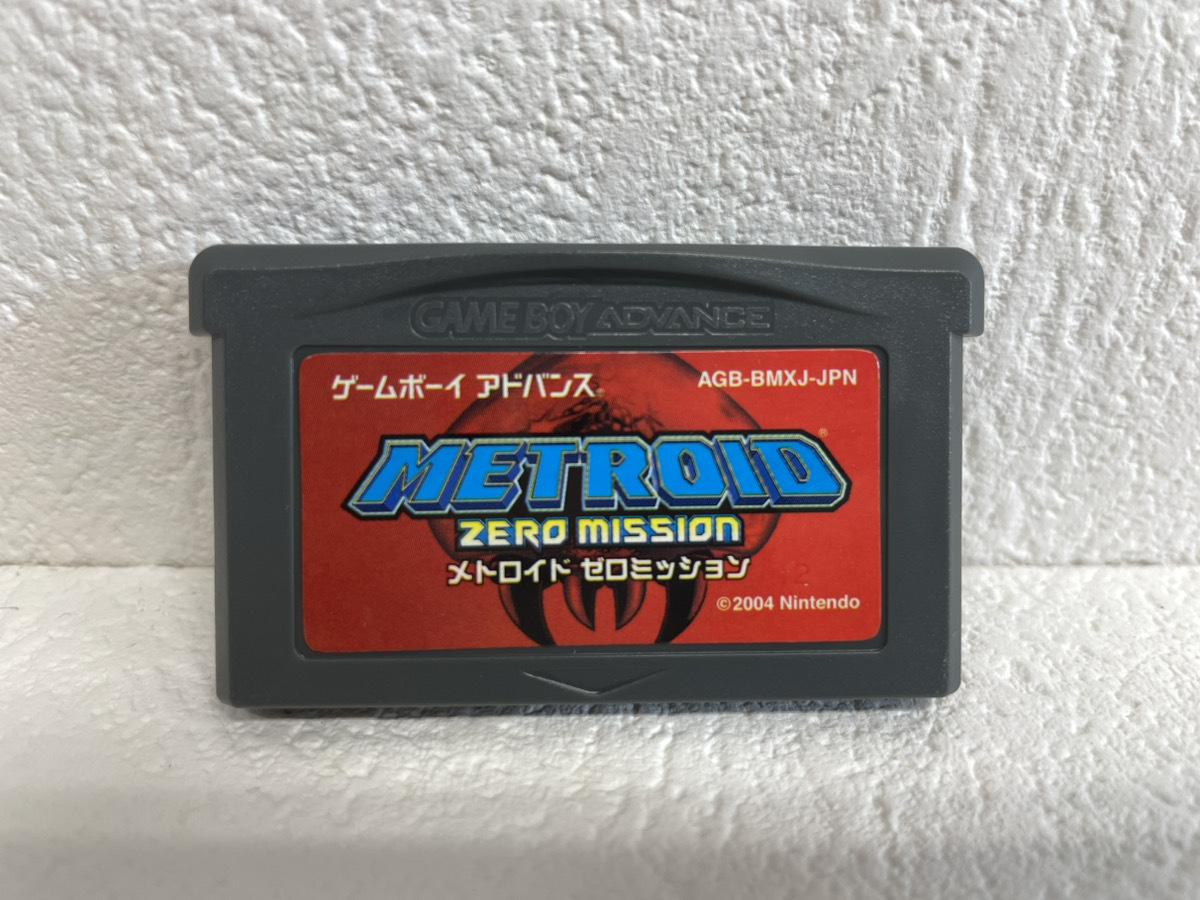 GAME BOY ADVANCE
ゲームボーイ アドバンス®
AGB-BMXJ-JPN
METROID®
ZERO MISSION
メトロイド ゼロミッション
12
©2004 Nintendo